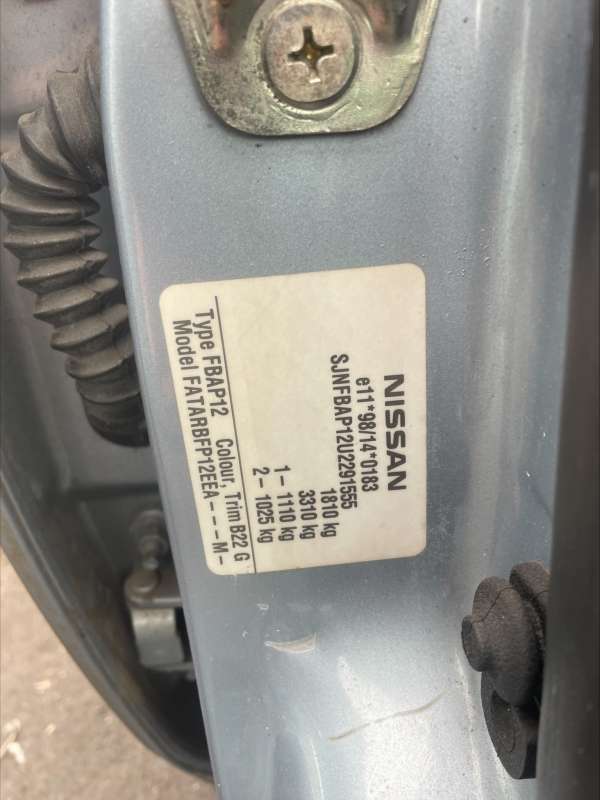 NISSAN
e11*98/14*0183
SJNFBAP12U2291555
1810 kg
3310 kg
1- 1110 kg
2- 1025 kg
Type FBAP12 Colour, Trim B22 G
Model FATARBFP12EEA---M-